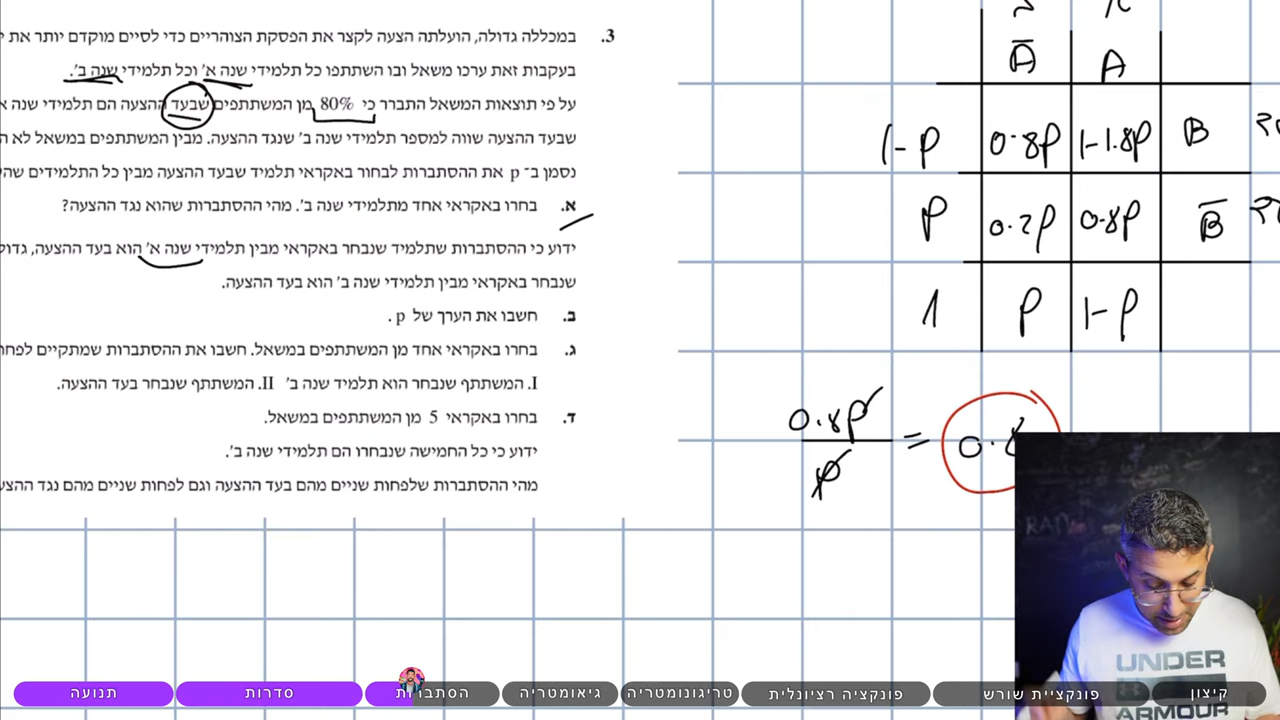 3. במכללה גדולה, הועלתה הצעה לקצר את הפסקת הצוהריים כדי לסיים מוקדם יותר את
בעקבות זאת ערכו משאל ובו השתתפו כל תלמידי שנה א' וכל תלמידי שנה ב'.
על פי תוצאות המשאל התברר כי 80% מן המשתתפים שבעד ההצעה הם תלמידי שנה
שבעד ההצעה שווה למספר תלמידי שנה ב' שנגד ההצעה. מבין המשתתפים במשאל לא
נסמן ב־ p את ההסתברות לבחור באקראי תלמיד שבעד ההצעה מבין כל התלמידים
א. בחרו באקראי אחד מתלמידי שנה ב'. מהי ההסתברות שהוא נגד ההצעה?
ידוע כי ההסתברות שתלמיד שנבחר באקראי מבין תלמידי שנה א' הוא בעד ההצעה,
שנבחר באקראי מבין תלמידי שנה ב' הוא בעד ההצעה.
ב. חשבו את הערך של p .
ג. בחרו באקראי אחד מן המשתתפים במשאל. חשבו את ההסתברות שמתקיים
I. המשתתף שנבחר הוא תלמיד שנה ב' II. המשתתף שנבחר בעד ההצעה.
ד. בחרו באקראי 5 מן המשתתפים במשאל.
ידוע כי כל החמישה שנבחרו הם תלמידי שנה ב'.
מהי ההסתברות שלפחות שניים מהם בעד ההצעה וגם לפחות שניים מהם נגד
Ā A
1-p 0.8p 1-1.8p B
p 0.2p 0.8p B̄
1 p 1-p
0.8p
p
= 0.8
UNDER
ARMOUR
תנועה
סדרות
הסתברות
גיאומטריה
טריגונומטריה
פונקציה רציונלית
פונקציית שורש
קיצון